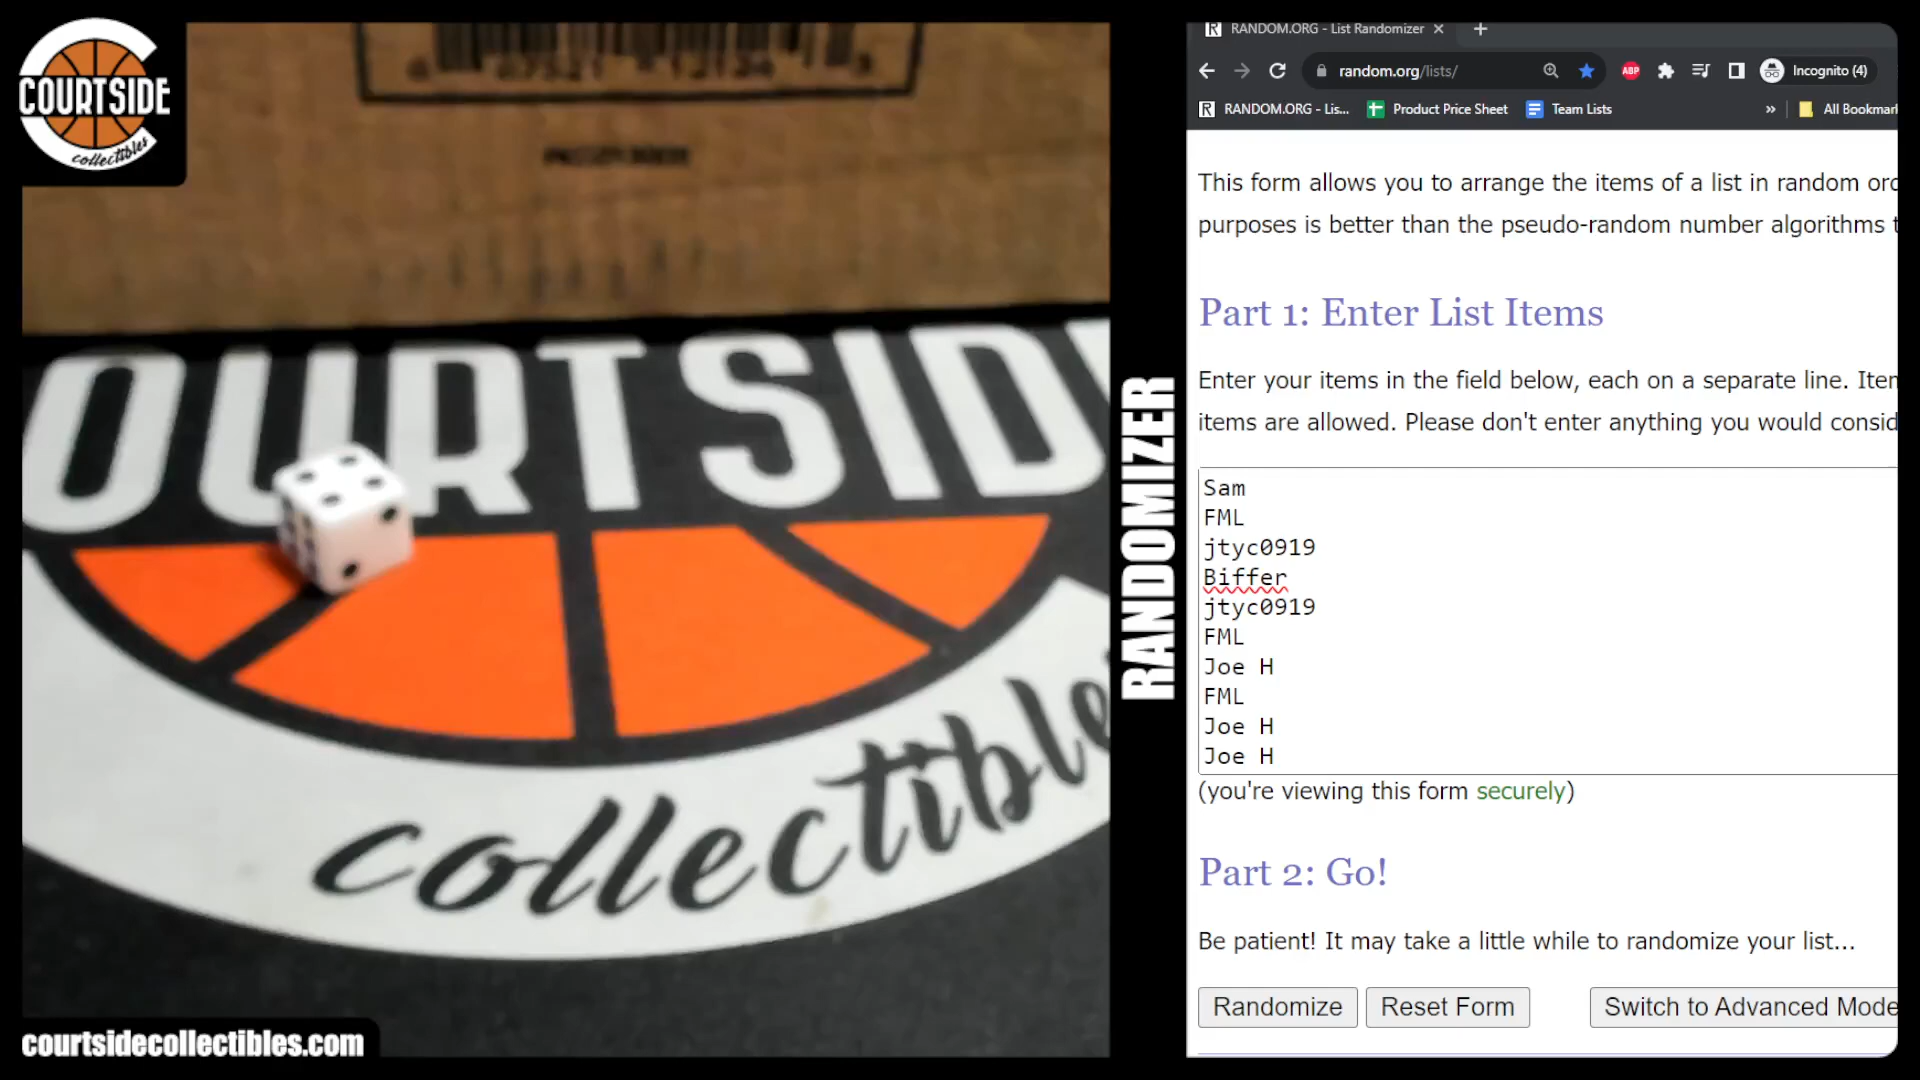 COURTSIDE
collectibles
OURTSIDE
collectible
courtsidecollectibles.com
RANDOMIZER
RANDOM.ORG - List Randomizer
random.org/lists/
ABP
Incognito (4)
RANDOM.ORG - Lis...
Product Price Sheet
Team Lists
»
All Bookmar
This form allows you to arrange the items of a list in random
purposes is better than the pseudo-random number algorithms
Part 1: Enter List Items
Enter your items in the field below, each on a separate line.
items are allowed. Please don't enter anything you would
Sam
FML
jtyc0919
Biffer
jtyc0919
FML
Joe H
FML
Joe H
Joe H
(you're viewing this form securely)
Part 2: Go!
Be patient! It may take a little while to randomize your list...
Randomize
Reset Form
Switch to Advanced Mode